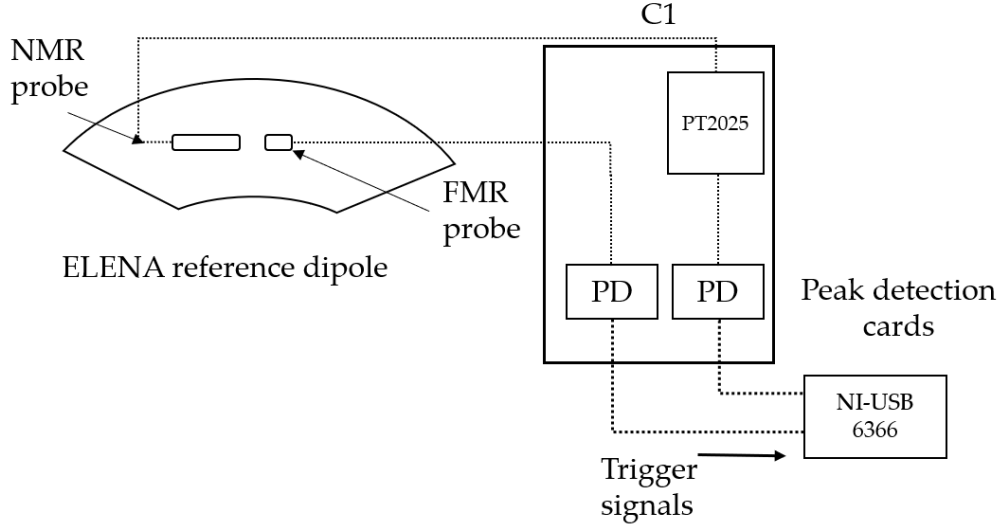 C1
NMR
probe
PT2025
FMR
probe
ELENA reference dipole
PD
PD
Peak detection
cards
NI-USB
6366
Trigger
signals